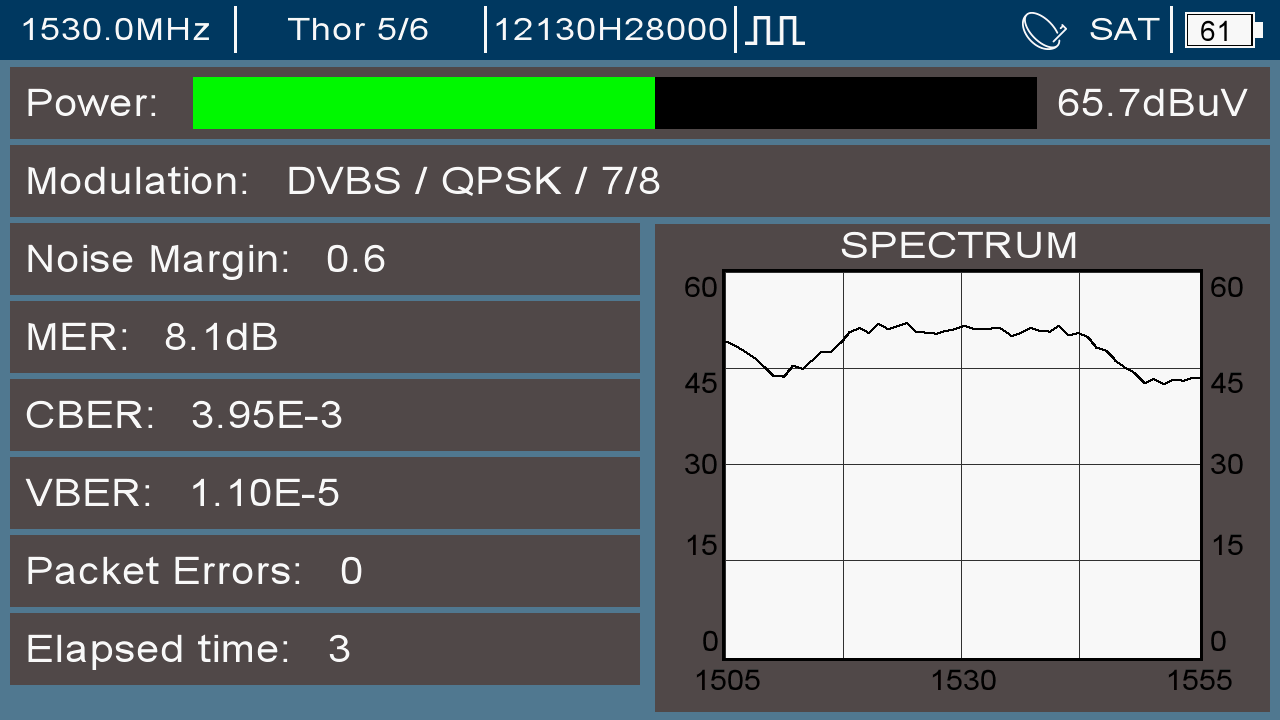 1530.0MHz Thor 5/6 12130H28000 SAT 61
Power: 65.7dBuV
Modulation: DVBS / QPSK / 7/8
Noise Margin: 0.6
MER: 8.1dB
CBER: 3.95E-3
VBER: 1.10E-5
Packet Errors: 0
Elapsed time: 3
SPECTRUM
60 60
45 45
30 30
15 15
0 0
1505 1530 1555